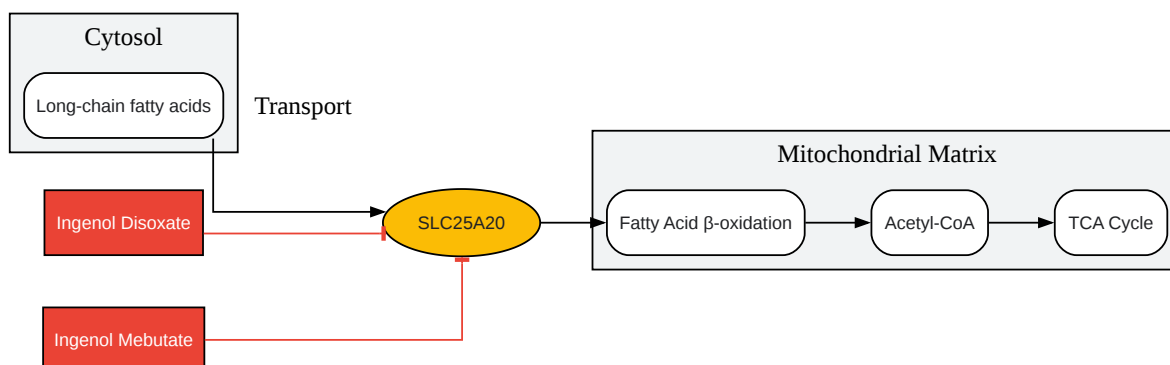 Cytosol
Long-chain fatty acids
Transport
Mitochondrial Matrix
Ingenol Disoxate
SLC25A20
Fatty Acid β-oxidation
Acetyl-CoA
TCA Cycle
Ingenol Mebutate